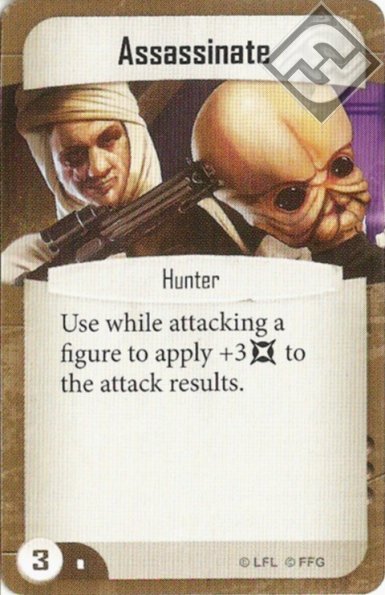 Assassinate
Hunter
Use while attacking a
figure to apply +3 to
the attack results.
3
© LFL © FFG